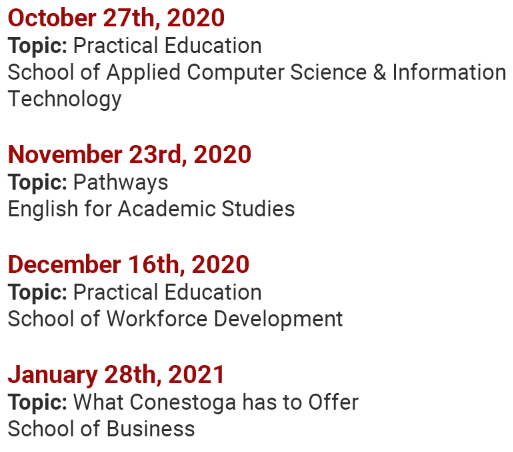 October 27th, 2020
Topic: Practical Education
School of Applied Computer Science & Information
Technology
November 23rd, 2020
Topic: Pathways
English for Academic Studies
December 16th, 2020
Topic: Practical Education
School of Workforce Development
January 28th, 2021
Topic: What Conestoga has to Offer
School of Business